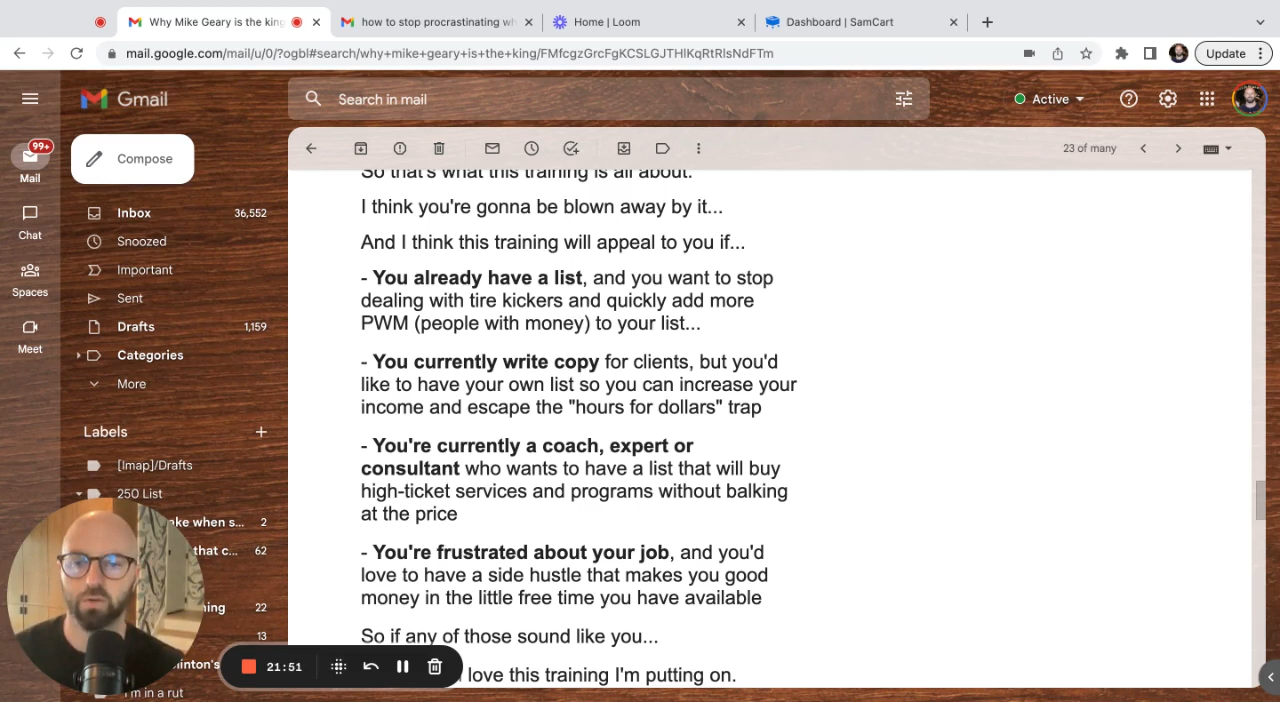 Why Mike Geary is the king
how to stop procrastinating wh
Home | Loom
Dashboard | SamCart
mail.google.com/mail/u/0/?ogbl#search/why+mike+geary+is+the+king/FMfcgzGrcFgKCSLGJTHlKqRtRlsNdFTm
Update
Gmail
Search in mail
Active
99+
Mail
Compose
23 of many
Chat
Spaces
Meet
Inbox 36,552
Snoozed
Important
Sent
Drafts 1,159
Categories
More
Labels
[Imap]/Drafts
250 List
ake when s... 2
that c... 62
ning 22
13
linton's
I'm in a rut
So that's what this training is all about.
I think you're gonna be blown away by it...
And I think this training will appeal to you if...
- You already have a list, and you want to stop
dealing with tire kickers and quickly add more
PWM (people with money) to your list...
- You currently write copy for clients, but you'd
like to have your own list so you can increase your
income and escape the "hours for dollars" trap
- You're currently a coach, expert or
consultant who wants to have a list that will buy
high-ticket services and programs without balking
at the price
- You're frustrated about your job, and you'd
love to have a side hustle that makes you good
money in the little free time you have available
So if any of those sound like you...
love this training I'm putting on.
21:51